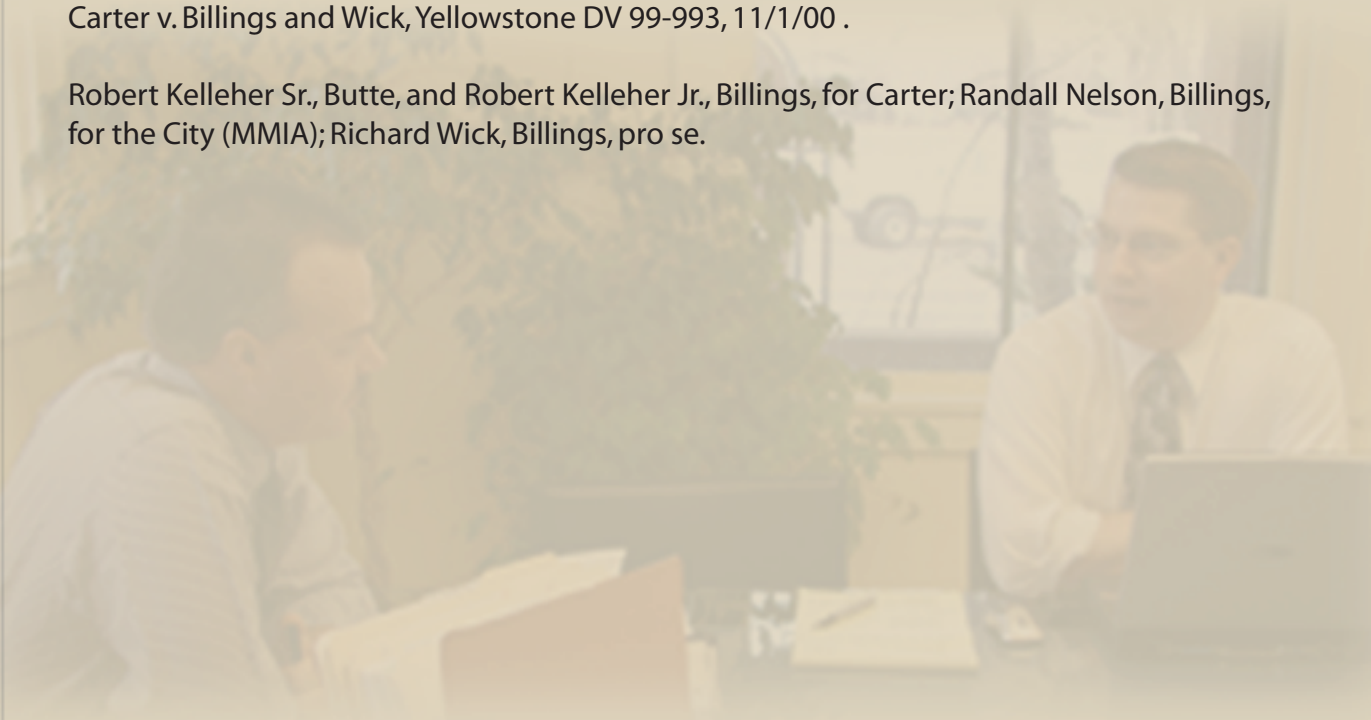 Carter v. Billings and Wick, Yellowstone DV 99-993, 11/1/00 .
Robert Kelleher Sr., Butte, and Robert Kelleher Jr., Billings, for Carter; Randall Nelson, Billings,
for the City (MMIA); Richard Wick, Billings, pro se.